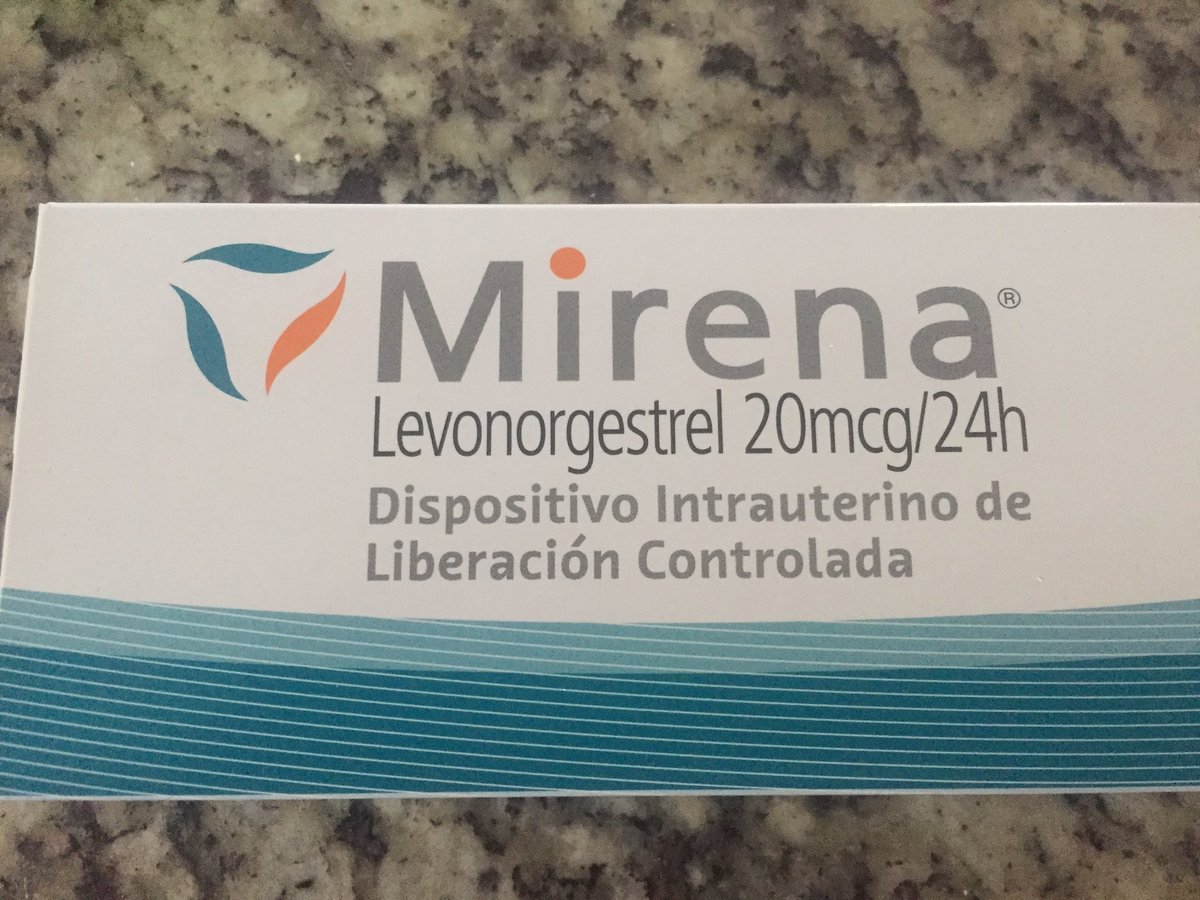 Mirena®
Levonorgestrel 20mcg/24h
Dispositivo Intrauterino de
Liberación Controlada